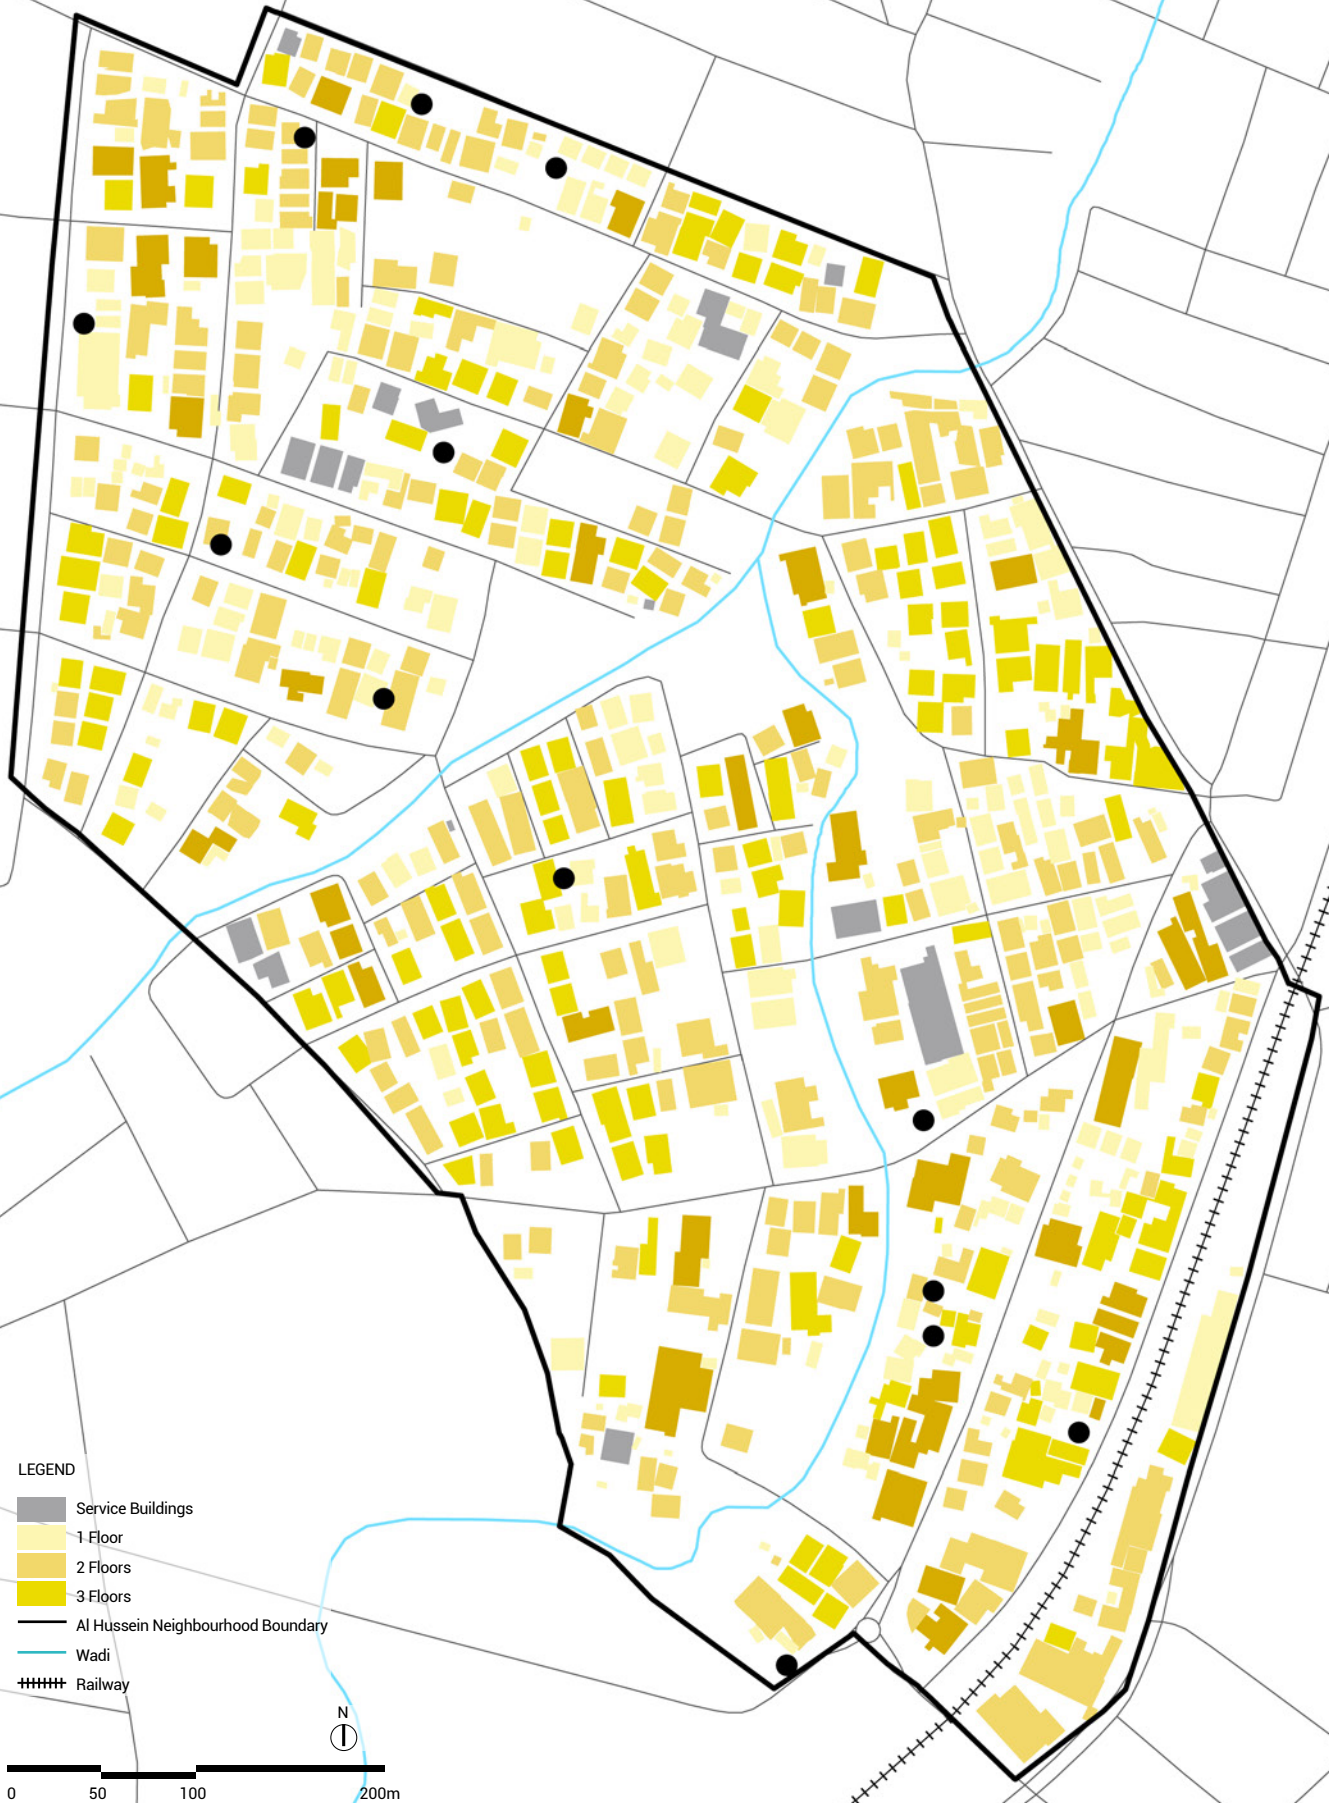 LEGEND
Service Buildings
1 Floor
2 Floors
3 Floors
Al Hussein Neighbourhood Boundary
Wadi
Railway
N
0 50 100 200m